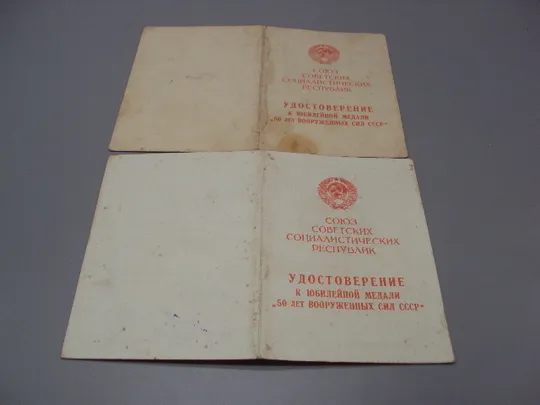 СОЮЗ
СОВЕТСКИХ
СОЦИАЛИСТИЧЕСКИХ
РЕСПУБЛИК
УДОСТОВЕРЕНИЕ
К ЮБИЛЕЙНОЙ МЕДАЛИ
„50 ЛЕТ ВООРУЖЕННЫХ СИЛ СССР“
СОЮЗ
СОВЕТСКИХ
СОЦИАЛИСТИЧЕСКИХ
РЕСПУБЛИК
УДОСТОВЕРЕНИЕ
К ЮБИЛЕЙНОЙ МЕДАЛИ
„50 ЛЕТ ВООРУЖЕННЫХ СИЛ СССР“